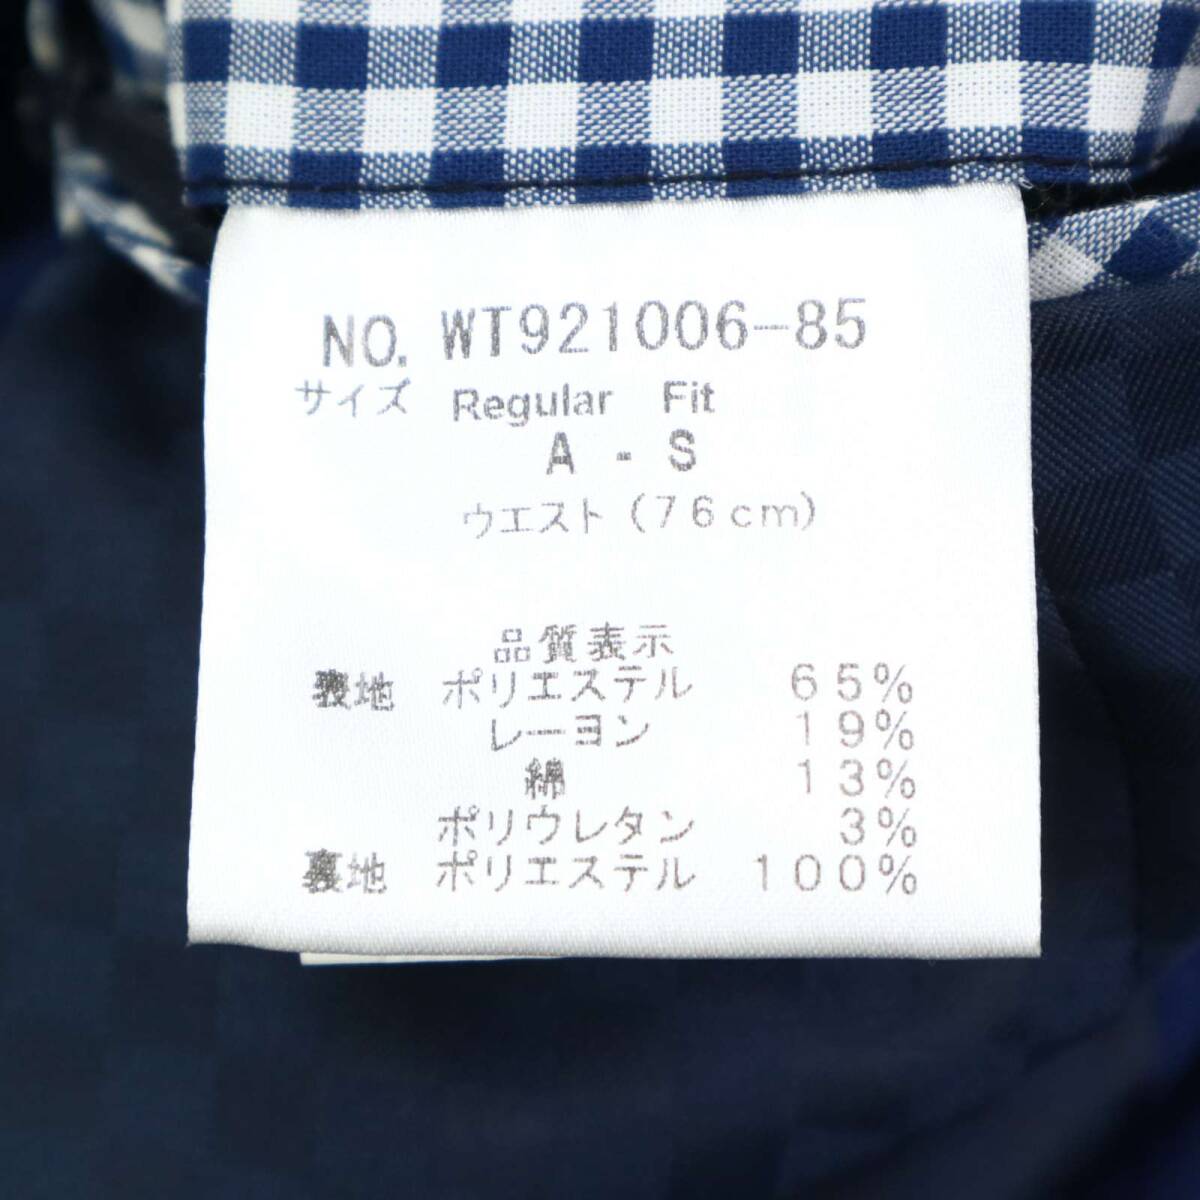 NO. WT921006-85
サイズ Regular Fit
A - S
ウエスト(76cm)
品質表示
表地 ポリエステル 65%
レーヨン 19%
綿 13%
ポリウレタン 3%
裏地 ポリエステル 100%